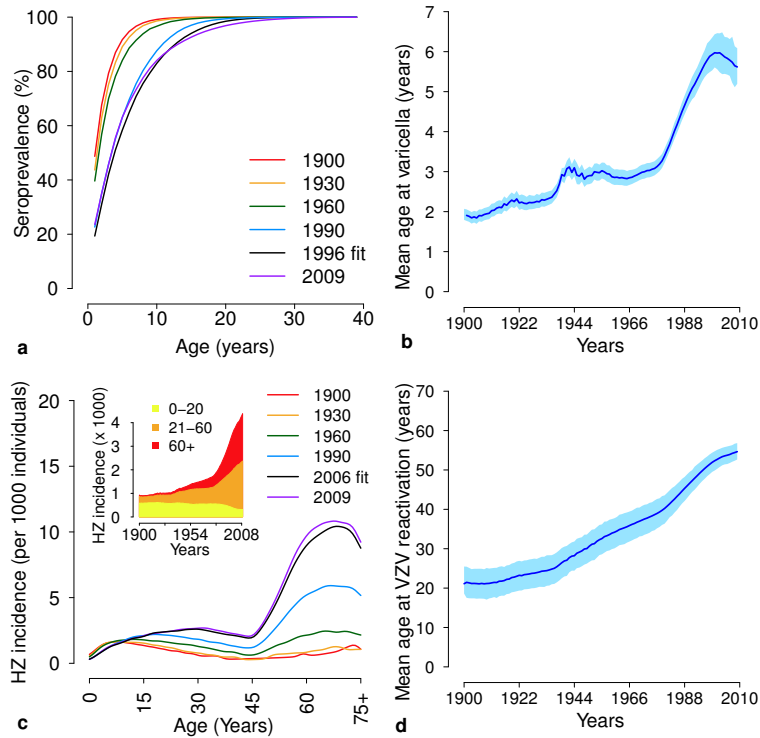 100
80
60
40
20
0
Seroprevalence (%)
1900
1930
1960
1990
1996 fit
2009
0 10 20 30 40
Age (years)
a
7
6
5
4
3
2
1
0
Mean age at varicella (years)
1900 1922 1944 1966 1988 2010
Years
b
20
15
10
5
0
HZ incidence (per 1000 individuals)
HZ incidence (x 1000)
0−20
21−60
60+
4
3
2
1
0
1900 1954 2008
Years
1900
1930
1960
1990
2006 fit
2009
0 15 30 45 60 75+
Age (Years)
c
70
60
50
40
30
20
10
0
Mean age at VZV reactivation (years)
1900 1922 1944 1966 1988 2010
Years
d